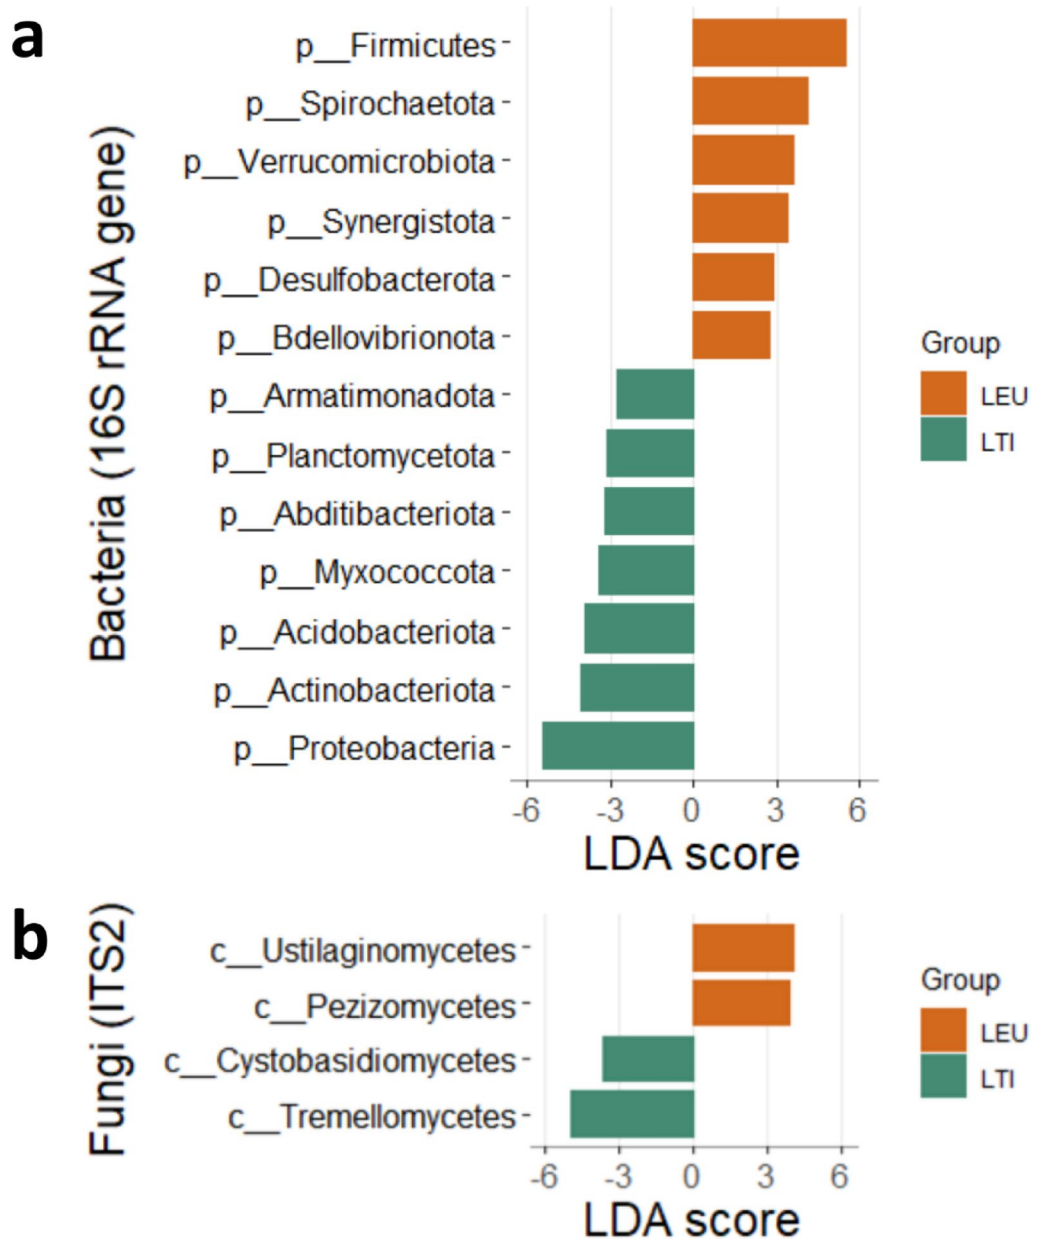 a
Bacteria (16S rRNA gene)
p__Firmicutes
p__Spirochaetota
p__Verrucomicrobiota
p__Synergistota
p__Desulfobacterota
p__Bdellovibrionota
p__Armatimonadota
p__Planctomycetota
p__Abditibacteriota
p__Myxococcota
p__Acidobacteriota
p__Actinobacteriota
p__Proteobacteria
-6 -3 0 3 6
LDA score
Group
LEU
LTI
b
Fungi (ITS2)
c__Ustilaginomycetes
c__Pezizomycetes
c__Cystobasidiomycetes
c__Tremellomycetes
-6 -3 0 3 6
LDA score
Group
LEU
LTI